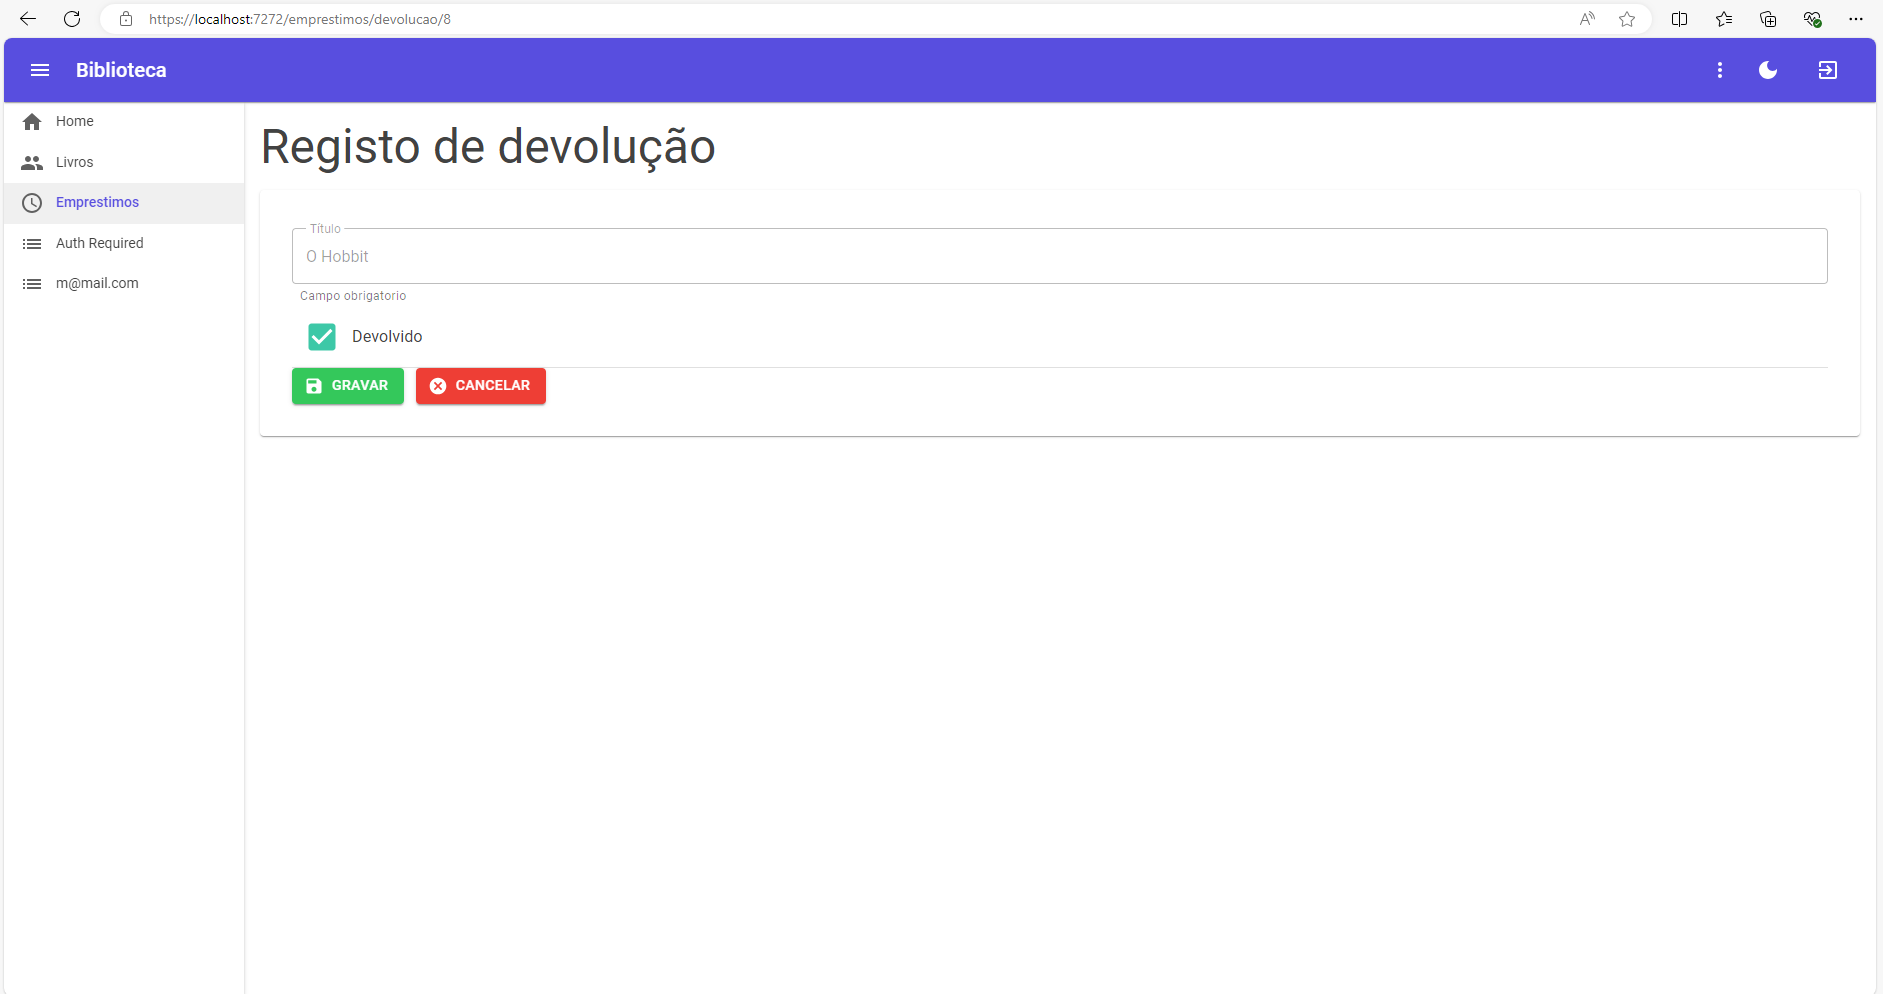 https://localhost:7272/emprestimos/devolucao/8
Biblioteca
Home
Livros
Emprestimos
Auth Required
m@mail.com
Registo de devolução
Título
O Hobbit
Campo obrigatorio
Devolvido
GRAVAR
CANCELAR